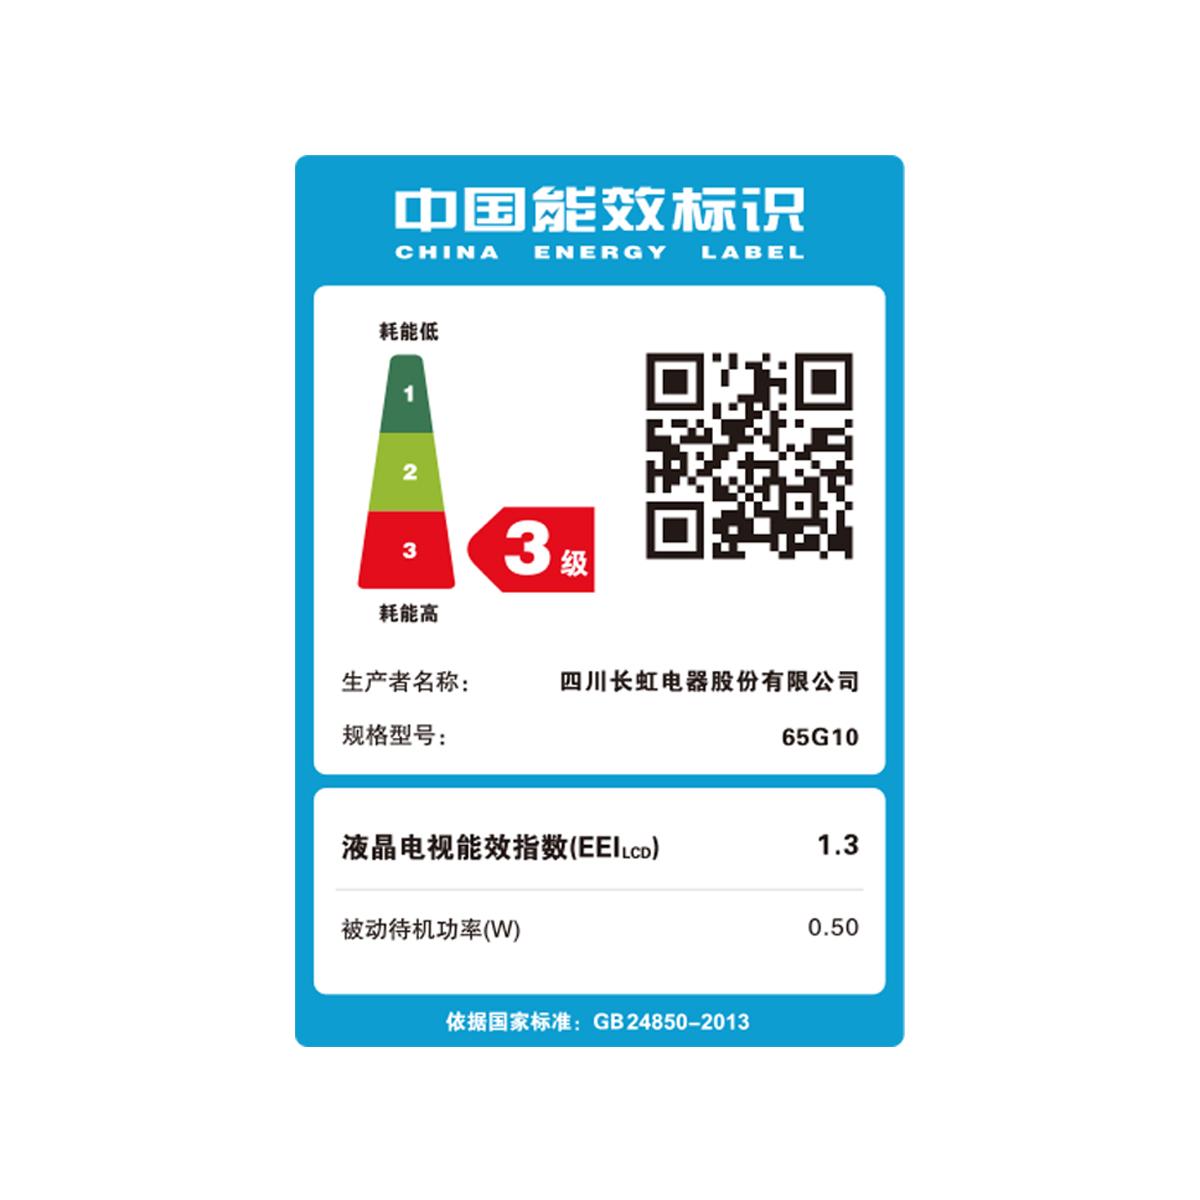 中国能效标识
CHINA ENERGY LABEL
耗能低
1
2
3
3级
耗能高
生产者名称： 四川长虹电器股份有限公司
规格型号： 65G10
液晶电视能效指数(EEILCD) 1.3
被动待机功率(W) 0.50
依据国家标准：GB24850-2013